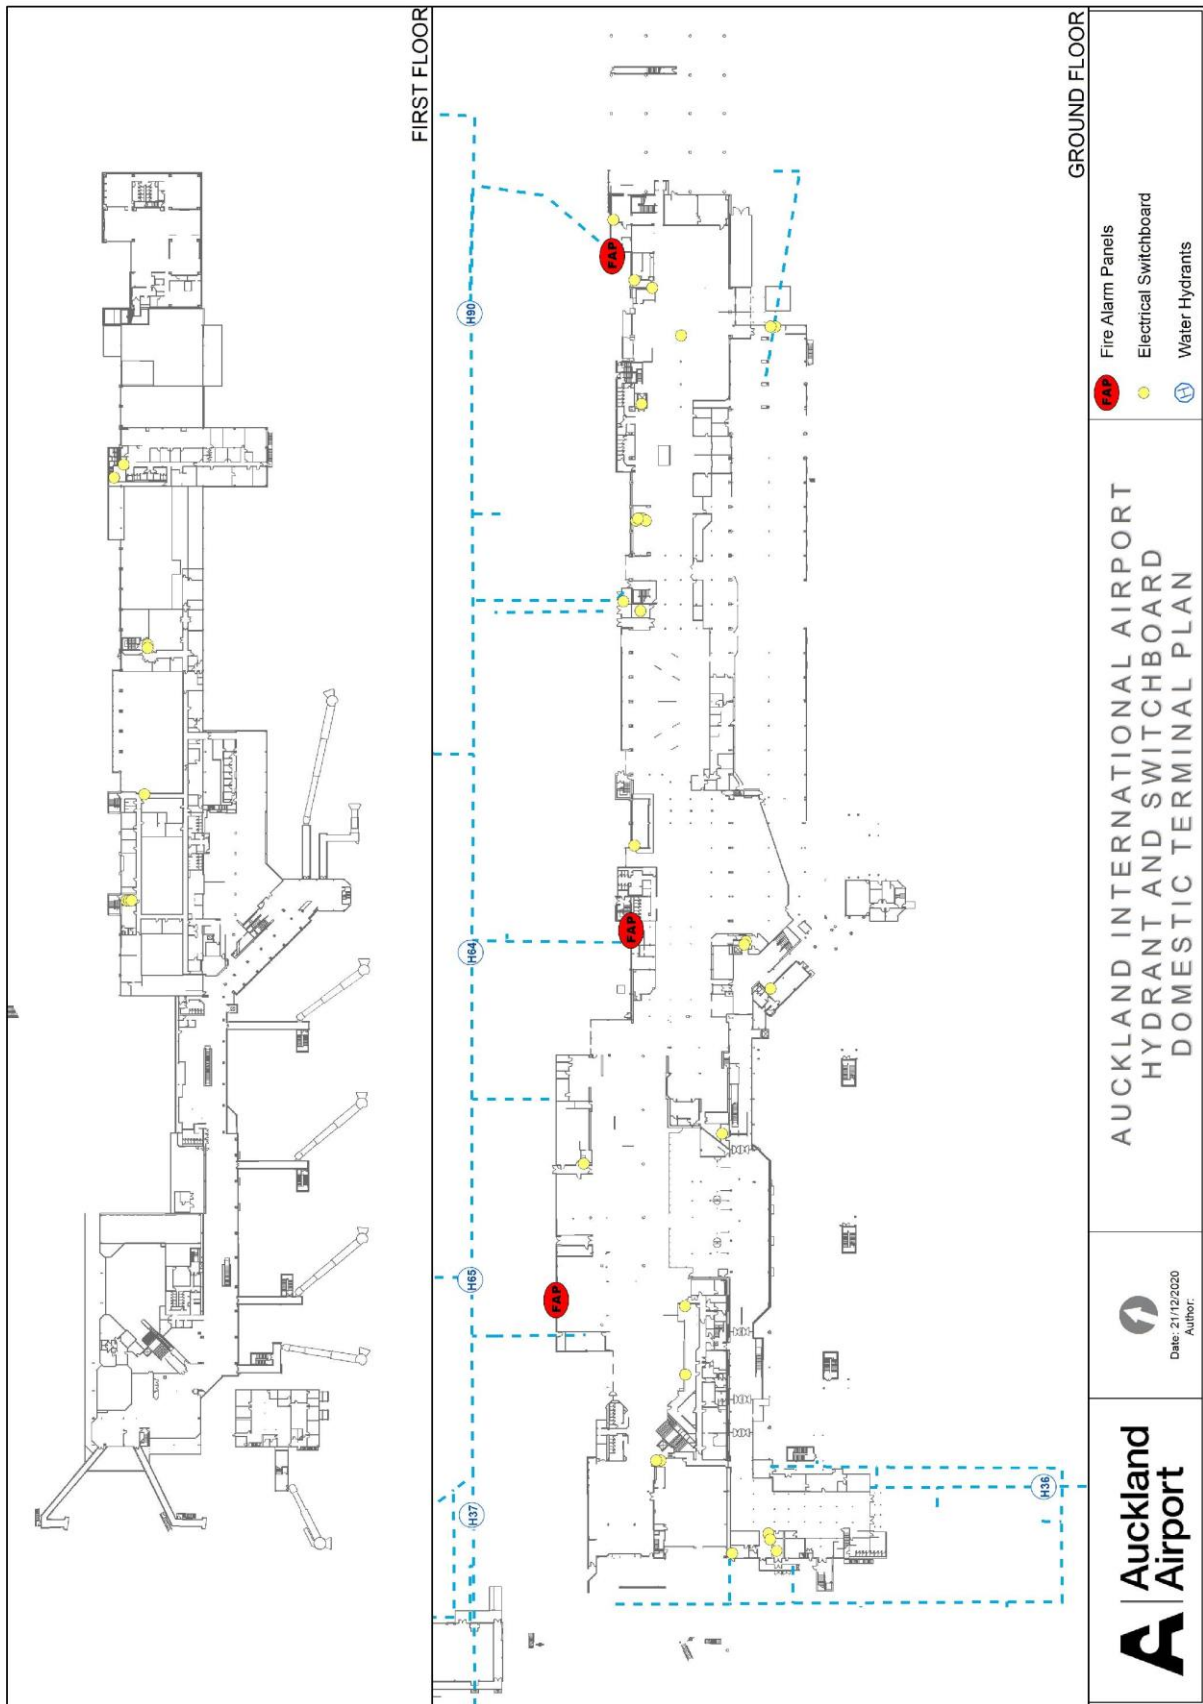 FIRST FLOOR
GROUND FLOOR
H90
FAP
H64
FAP
H65
FAP
H37
H36
FAP Fire Alarm Panels
Electrical Switchboard
H Water Hydrants
AUCKLAND INTERNATIONAL AIRPORT
HYDRANT AND SWITCHBOARD
DOMESTIC TERMINAL PLAN
Date: 21/12/2020
Author:
Auckland
Airport